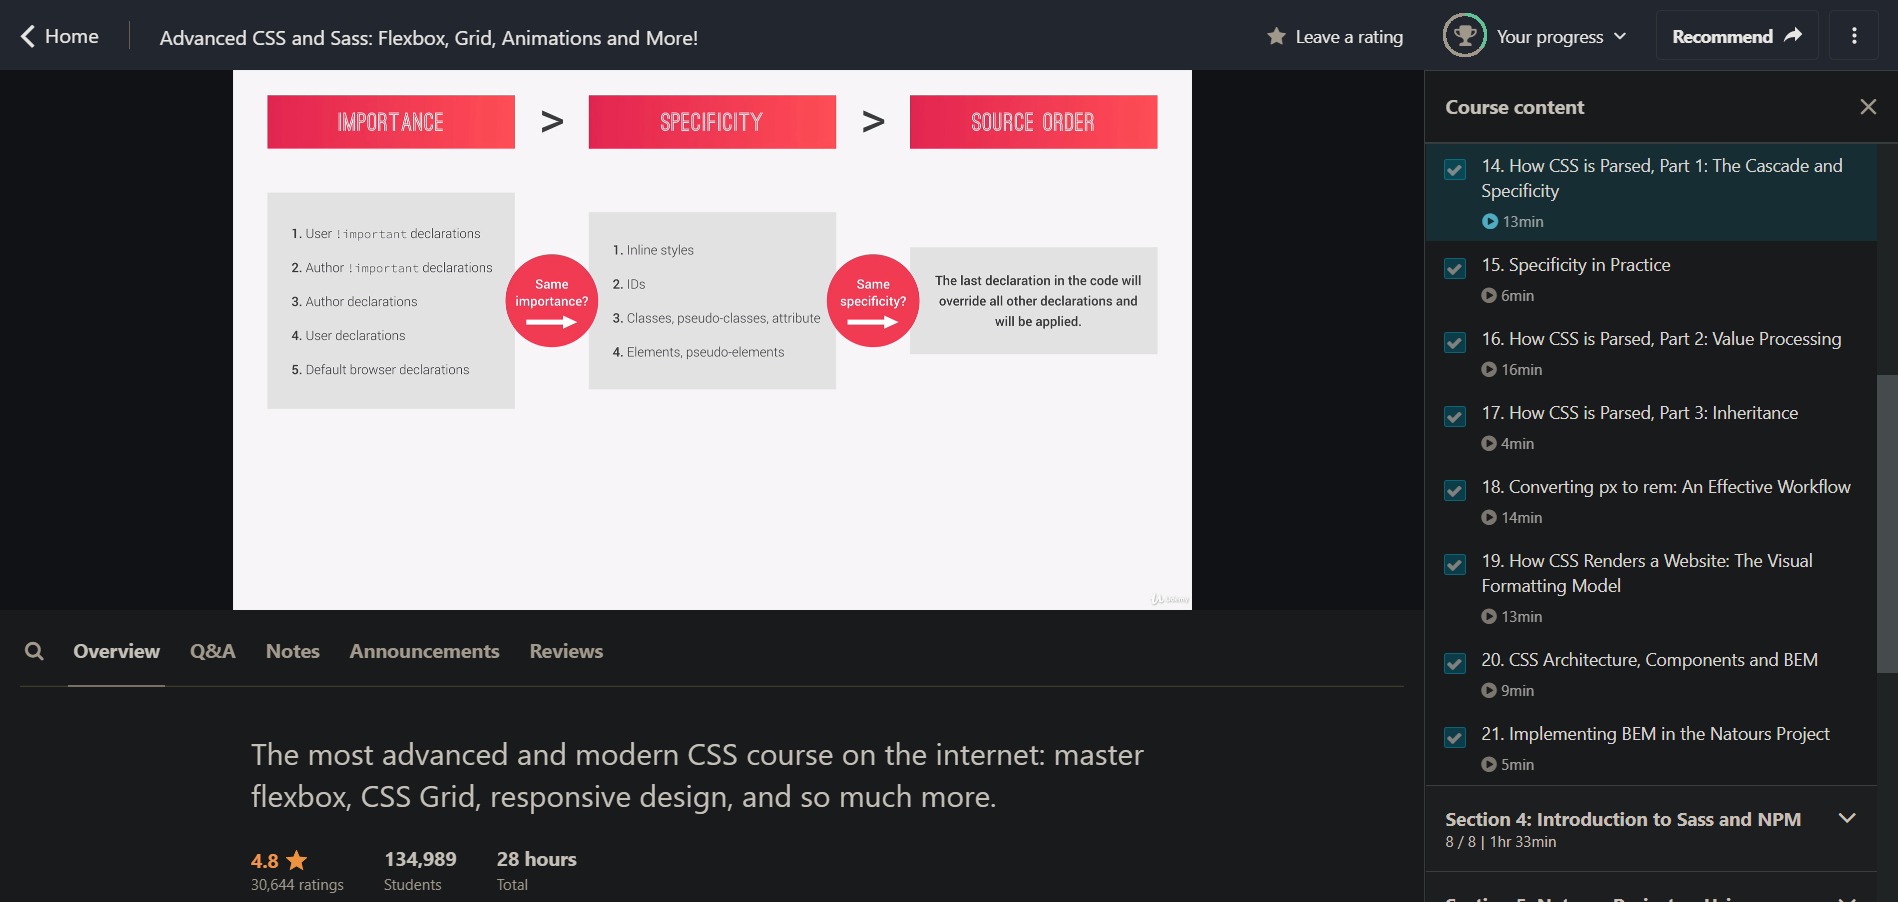 Home
Advanced CSS and Sass: Flexbox, Grid, Animations and More!
Leave a rating
Your progress
Recommend
IMPORTANCE
>
SPECIFICITY
>
SOURCE ORDER
1. User !important declarations
2. Author !important declarations
3. Author declarations
4. User declarations
5. Default browser declarations
Same
importance?
1. Inline styles
2. IDs
3. Classes, pseudo-classes, attribute
4. Elements, pseudo-elements
Same
specificity?
The last declaration in the code will
override all other declarations and
will be applied.
Udemy
Overview
Q&A
Notes
Announcements
Reviews
The most advanced and modern CSS course on the internet: master
flexbox, CSS Grid, responsive design, and so much more.
4.8
30,644 ratings
134,989
Students
28 hours
Total
Course content
14. How CSS is Parsed, Part 1: The Cascade and
Specificity
13min
15. Specificity in Practice
6min
16. How CSS is Parsed, Part 2: Value Processing
16min
17. How CSS is Parsed, Part 3: Inheritance
4min
18. Converting px to rem: An Effective Workflow
14min
19. How CSS Renders a Website: The Visual
Formatting Model
13min
20. CSS Architecture, Components and BEM
9min
21. Implementing BEM in the Natours Project
5min
Section 4: Introduction to Sass and NPM
8 / 8 | 1hr 33min